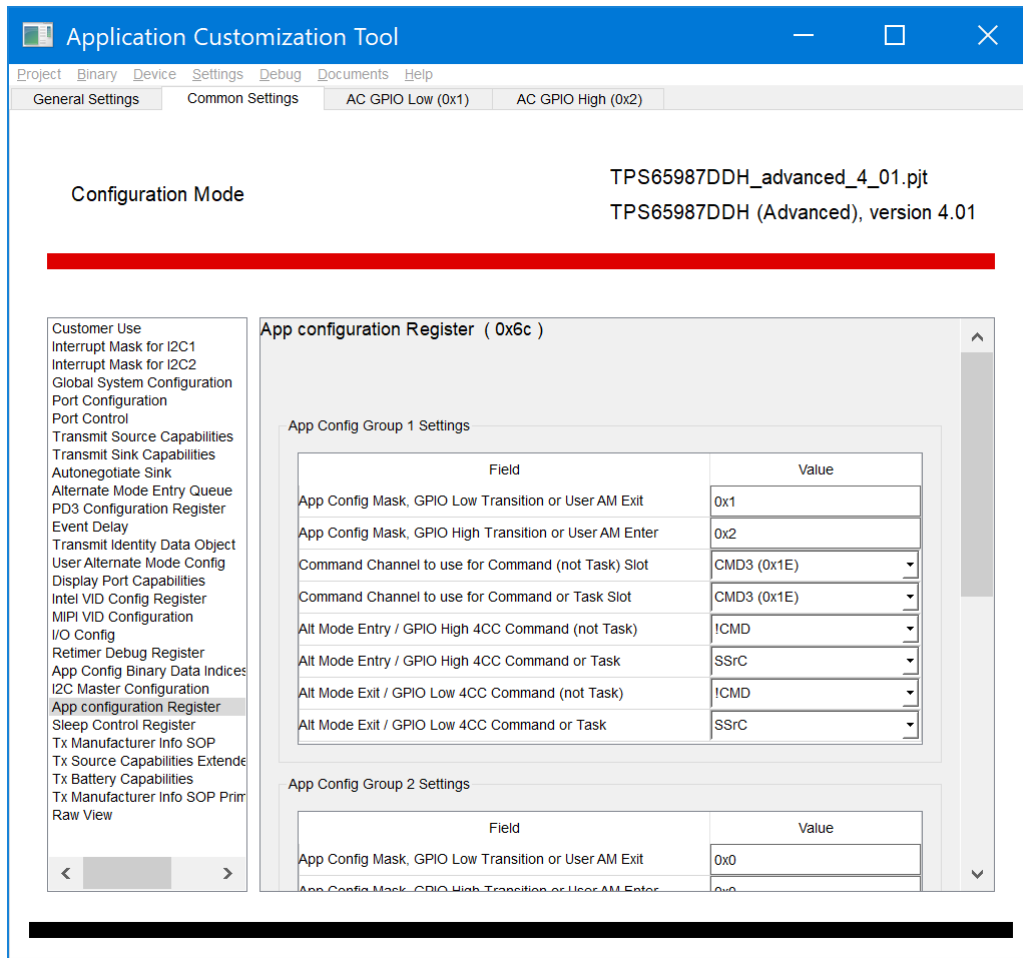 Application Customization Tool
Project Binary Device Settings Debug Documents Help
General Settings Common Settings AC GPIO Low (0x1) AC GPIO High (0x2)
Configuration Mode
TPS65987DDH_advanced_4_01.pjt
TPS65987DDH (Advanced), version 4.01
Customer Use
Interrupt Mask for I2C1
Interrupt Mask for I2C2
Global System Configuration
Port Configuration
Port Control
Transmit Source Capabilities
Transmit Sink Capabilities
Autonegotiate Sink
Alternate Mode Entry Queue
PD3 Configuration Register
Event Delay
Transmit Identity Data Object
User Alternate Mode Config
Display Port Capabilities
Intel VID Config Register
MIPI VID Configuration
I/O Config
Retimer Debug Register
App Config Binary Data Indices
I2C Master Configuration
App configuration Register
Sleep Control Register
Tx Manufacturer Info SOP
Tx Source Capabilities Extende
Tx Battery Capabilities
Tx Manufacturer Info SOP Prim
Raw View
App configuration Register ( 0x6c )
App Config Group 1 Settings
Field Value
App Config Mask, GPIO Low Transition or User AM Exit 0x1
App Config Mask, GPIO High Transition or User AM Enter 0x2
Command Channel to use for Command (not Task) Slot CMD3 (0x1E)
Command Channel to use for Command or Task Slot CMD3 (0x1E)
Alt Mode Entry / GPIO High 4CC Command (not Task) !CMD
Alt Mode Entry / GPIO High 4CC Command or Task SSrC
Alt Mode Exit / GPIO Low 4CC Command (not Task) !CMD
Alt Mode Exit / GPIO Low 4CC Command or Task SSrC
App Config Group 2 Settings
Field Value
App Config Mask, GPIO Low Transition or User AM Exit 0x0
App Config Mask, GPIO High Transition or User AM Enter 0x0